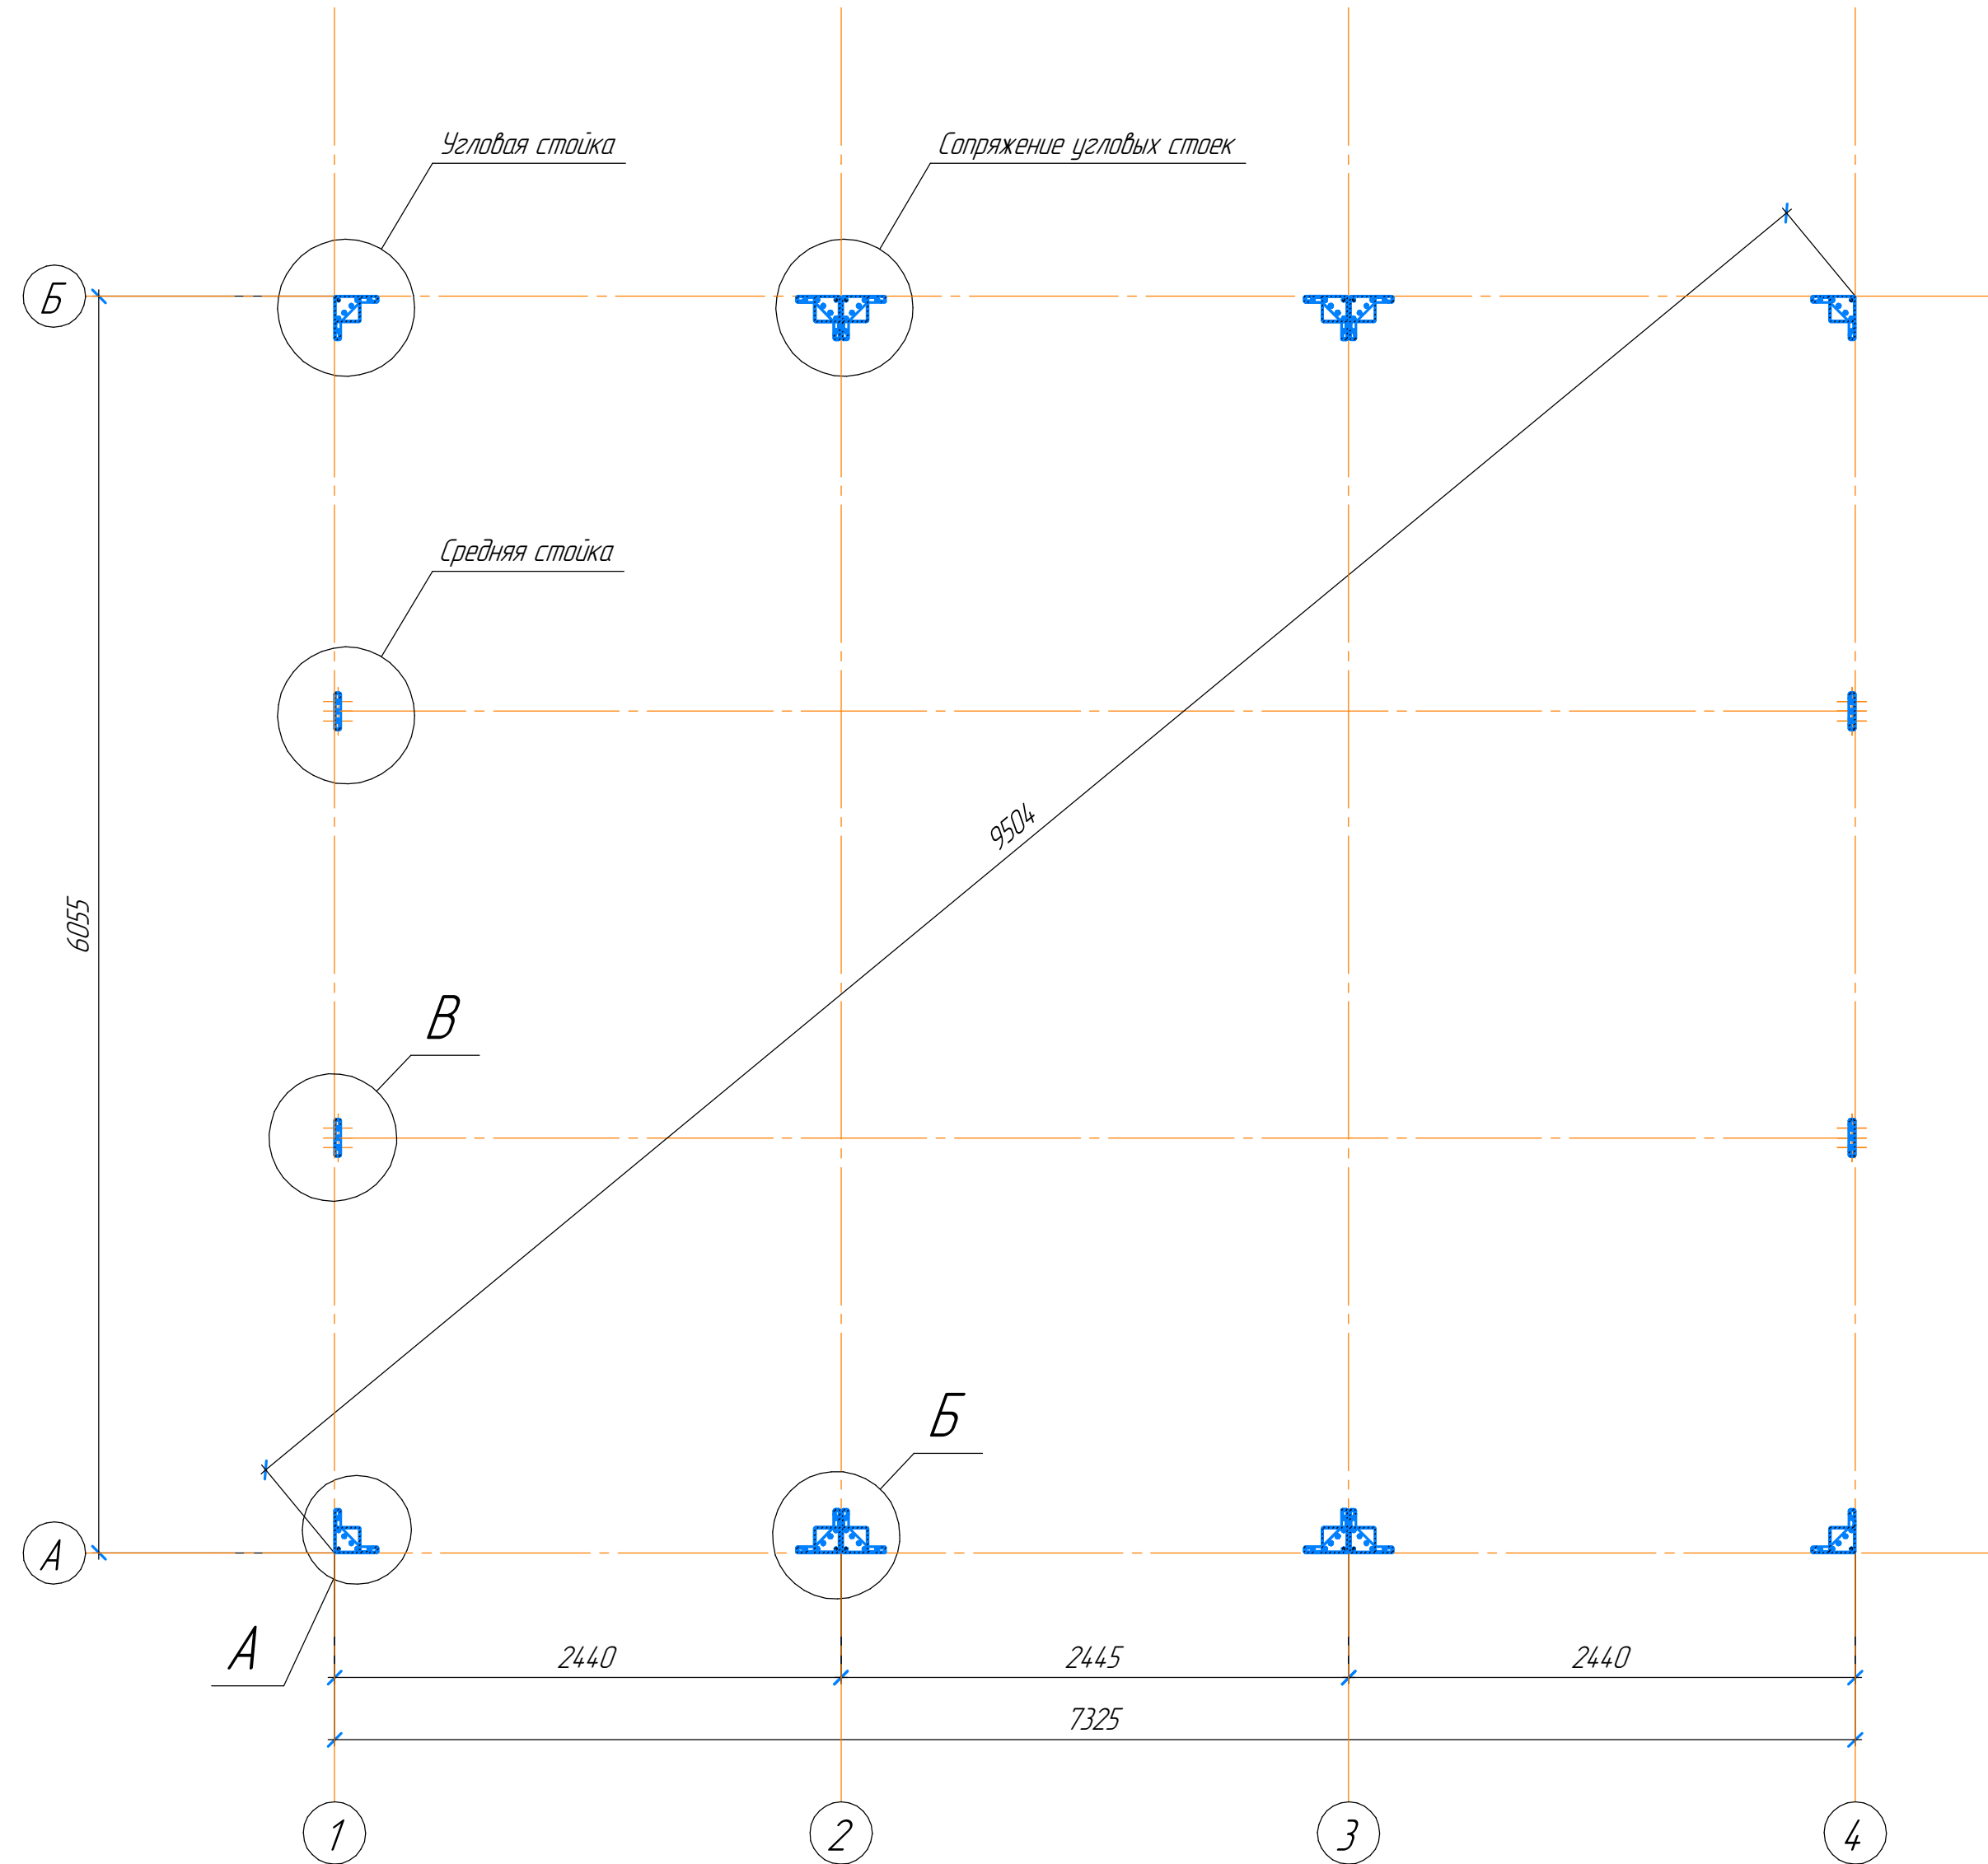 Угловая стойка
Сопряжение угловых стоек
Б
Средняя стойка
9504
6055
В
Б
А
А
2440
2445
2440
7325
1
2
3
4